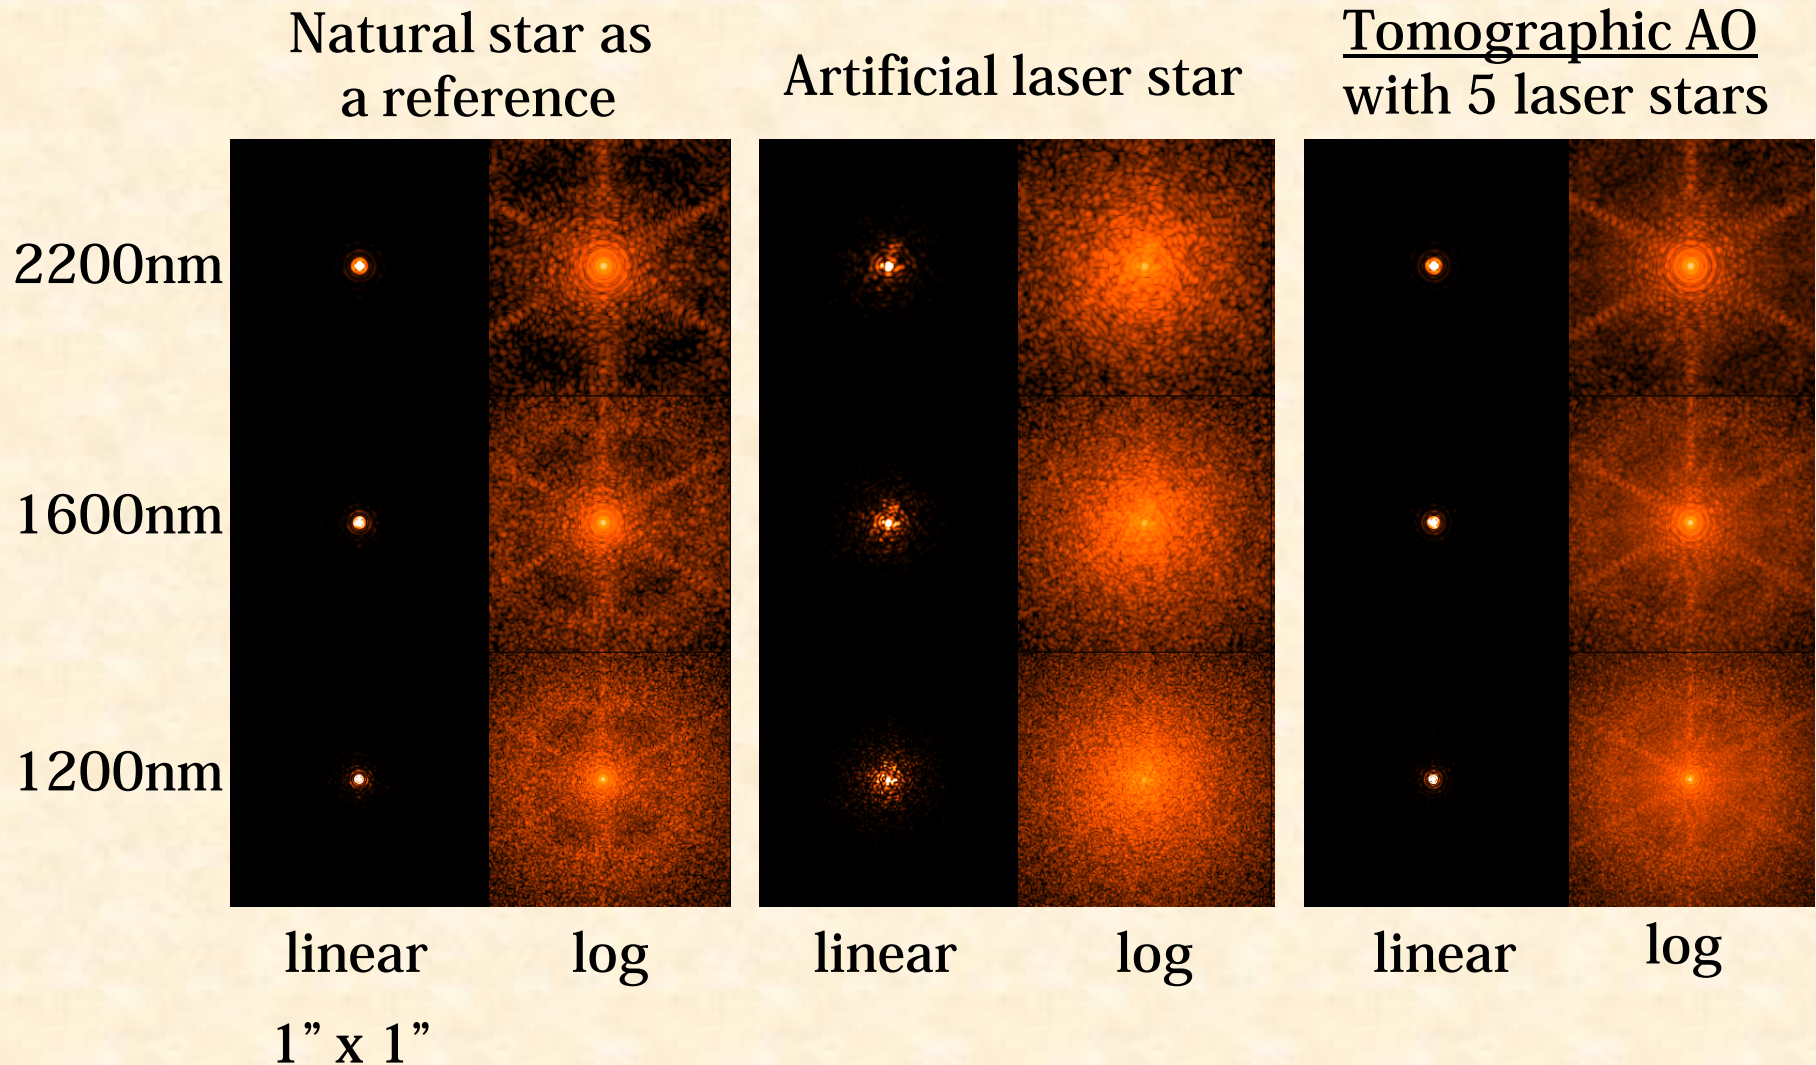 Natural star as
a reference
Artificial laser star
Tomographic AO
with 5 laser stars
2200nm
1600nm
1200nm
linear
log
linear
log
linear
log
1” x 1”